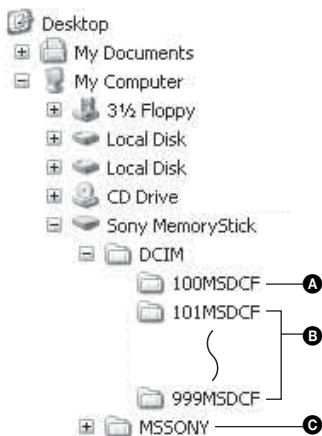 Desktop
My Documents
My Computer
3½ Floppy
Local Disk
Local Disk
CD Drive
Sony MemoryStick
DCIM
100MSDCF A
101MSDCF
B
999MSDCF
MSSONY C